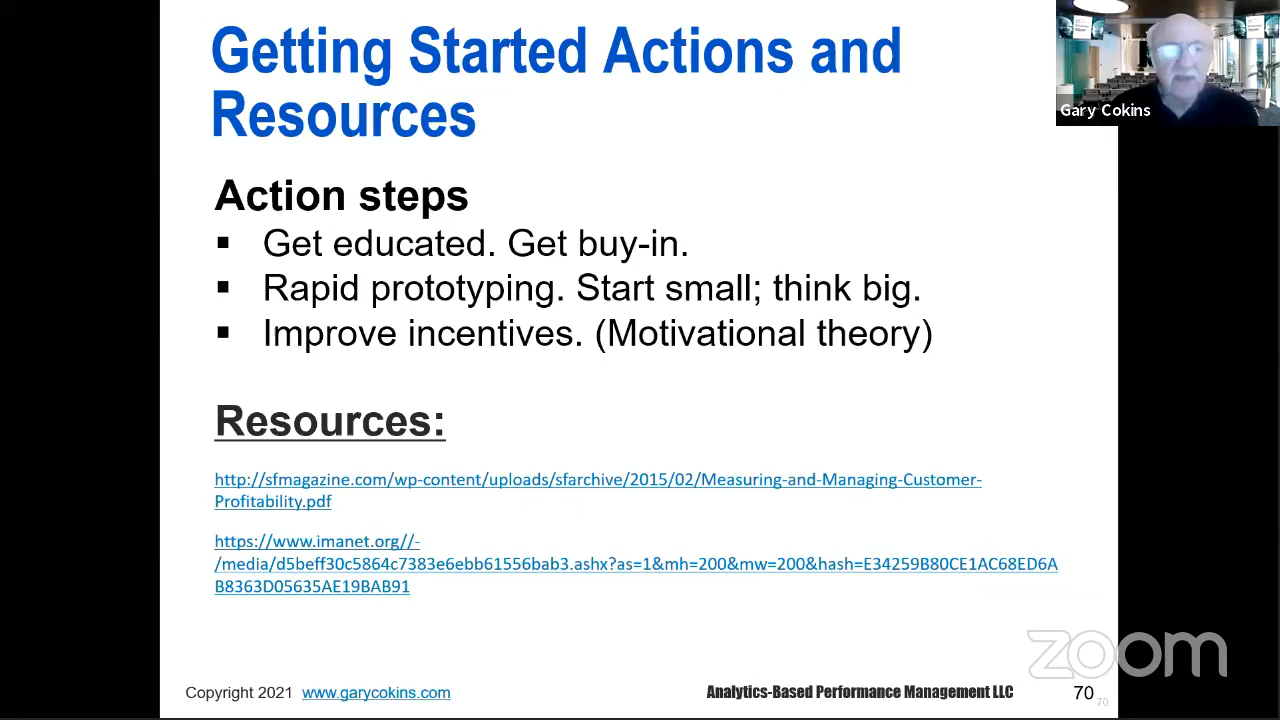 Getting Started Actions and
Resources
Gary Cokins
Action steps
▪ Get educated. Get buy-in.
▪ Rapid prototyping. Start small; think big.
▪ Improve incentives. (Motivational theory)
Resources:
http://sfmagazine.com/wp-content/uploads/sfarchive/2015/02/Measuring-and-Managing-Customer-
Profitability.pdf
https://www.imanet.org//-
/media/d5beff30c5864c7383e6ebb61556bab3.ashx?as=1&mh=200&mw=200&hash=E34259B80CE1AC68ED6A
B8363D05635AE19BAB91
zoom
Copyright 2021 www.garycokins.com
Analytics-Based Performance Management LLC
70
70